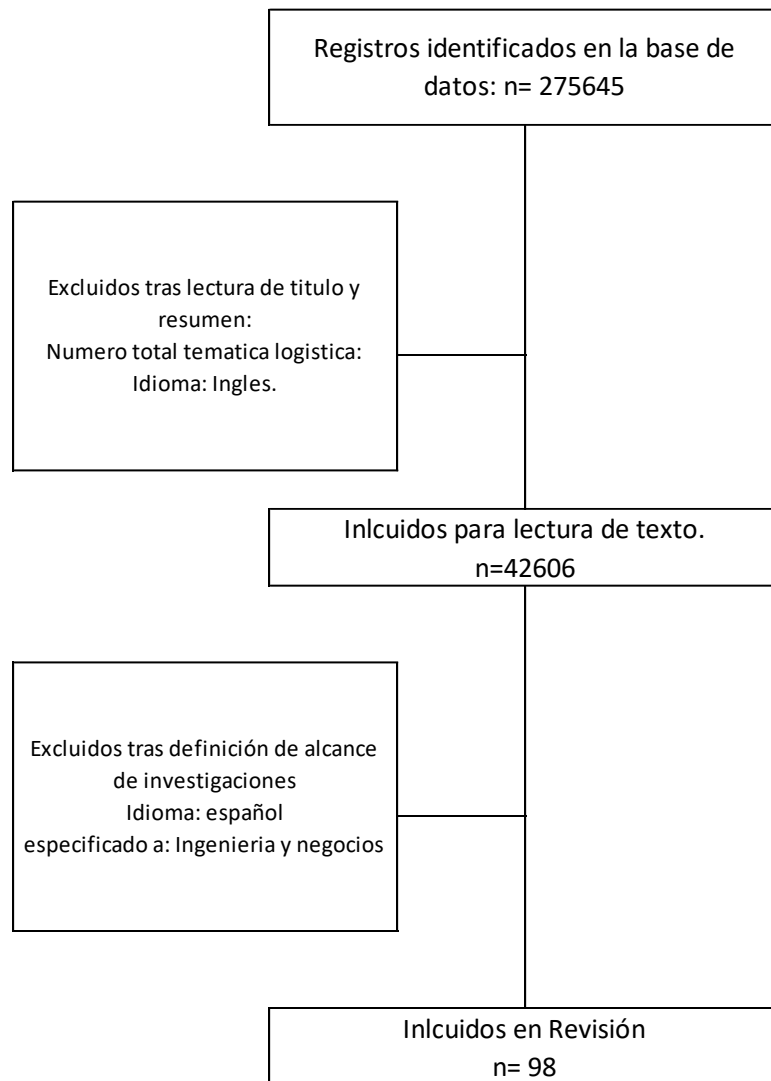 Registros identificados en la base de
datos: n= 275645
Excluidos tras lectura de titulo y
resumen:
Numero total tematica logistica:
Idioma: Ingles.
Inlcuidos para lectura de texto.
n=42606
Excluidos tras definición de alcance
de investigaciones
Idioma: español
especificado a: Ingenieria y negocios
Inlcuidos en Revisión
n= 98